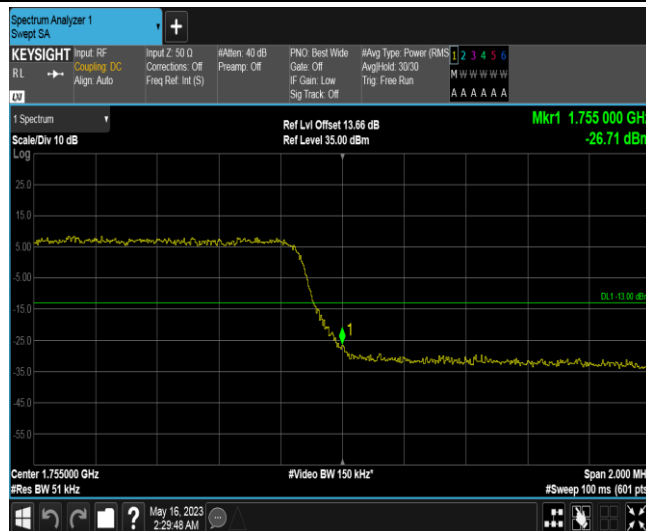 Spectrum Analyzer 1
Swept SA
+
KEYSIGHT
RL
LXI
Input: RF
Coupling: DC
Align: Auto
Input Z: 50 Ω
Corrections: Off
Freq Ref: Int (S)
#Atten: 40 dB
Preamp: Off
PNO: Best Wide
Gate: Off
IF Gain: Low
Sig Track: Off
#Avg Type: Power (RMS
Avg|Hold: 30/30
Trig: Free Run
1 2 3 4 5 6
M W W W W W
A A A A A A
1 Spectrum
Scale/Div 10 dB
Log
Ref Lvl Offset 13.66 dB
Ref Level 35.00 dBm
Mkr1 1.755 000 GHz
-26.71 dBm
25.0
15.0
5.00
-5.00
-15.0
-25.0
-35.0
-45.0
-55.0
DL1 -13.00 dBm
1
Center 1.755000 GHz
#Res BW 51 kHz
#Video BW 150 kHz*
Span 2.000 MH
#Sweep 100 ms (601 pts
?
May 16, 2023
2:29:48 AM